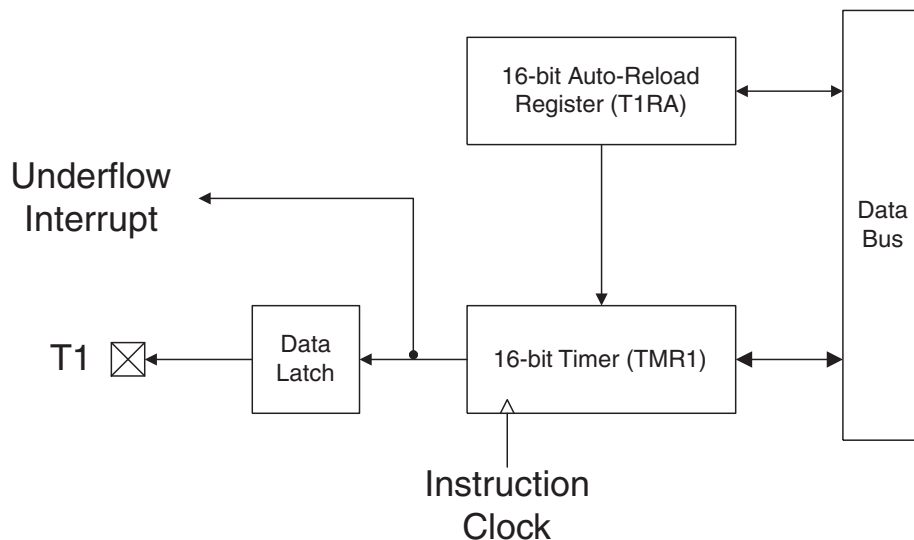 16-bit Auto-Reload
Register (T1RA)
Underflow
Interrupt
Data
Bus
T1
Data
Latch
16-bit Timer (TMR1)
Instruction
Clock